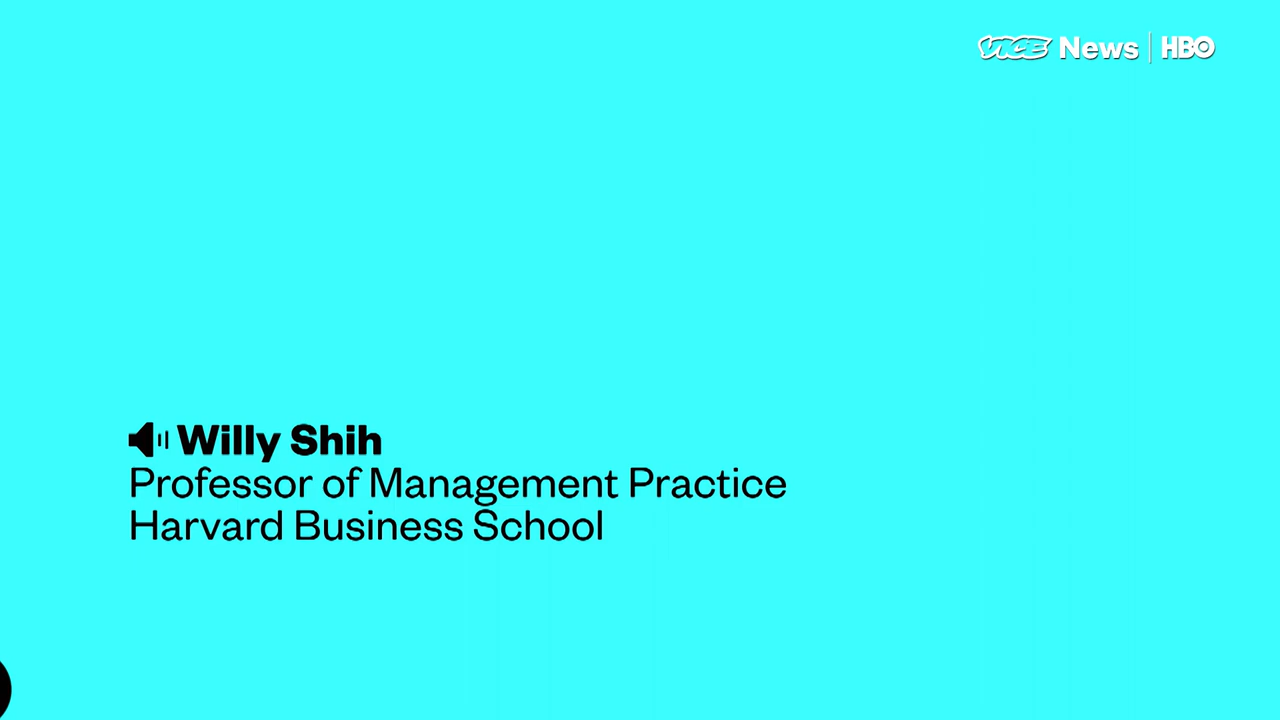 VICE News | HBO
Willy Shih
Professor of Management Practice
Harvard Business School